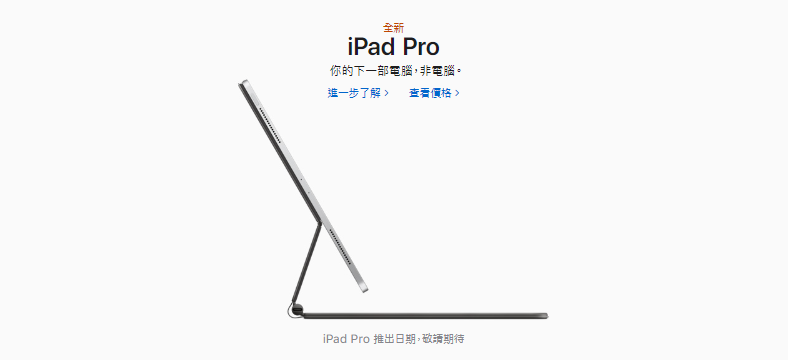 全新
iPad Pro
你的下一部電腦，非電腦。
進一步了解 > 查看價格 >
iPad Pro 推出日期，敬請期待